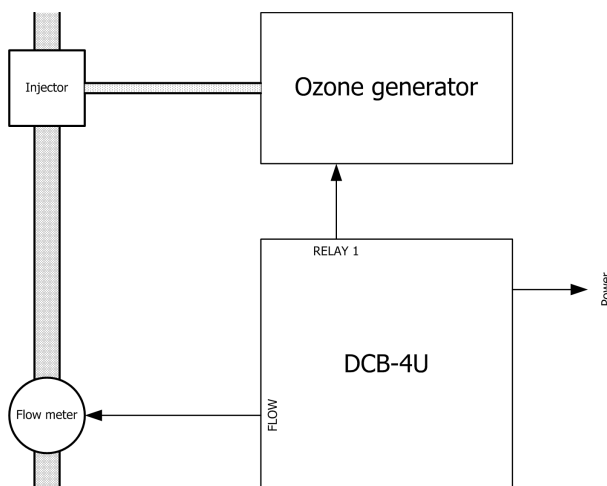 Injector
Ozone generator
RELAY 1
Power
DCB-4U
FLOW
Flow meter